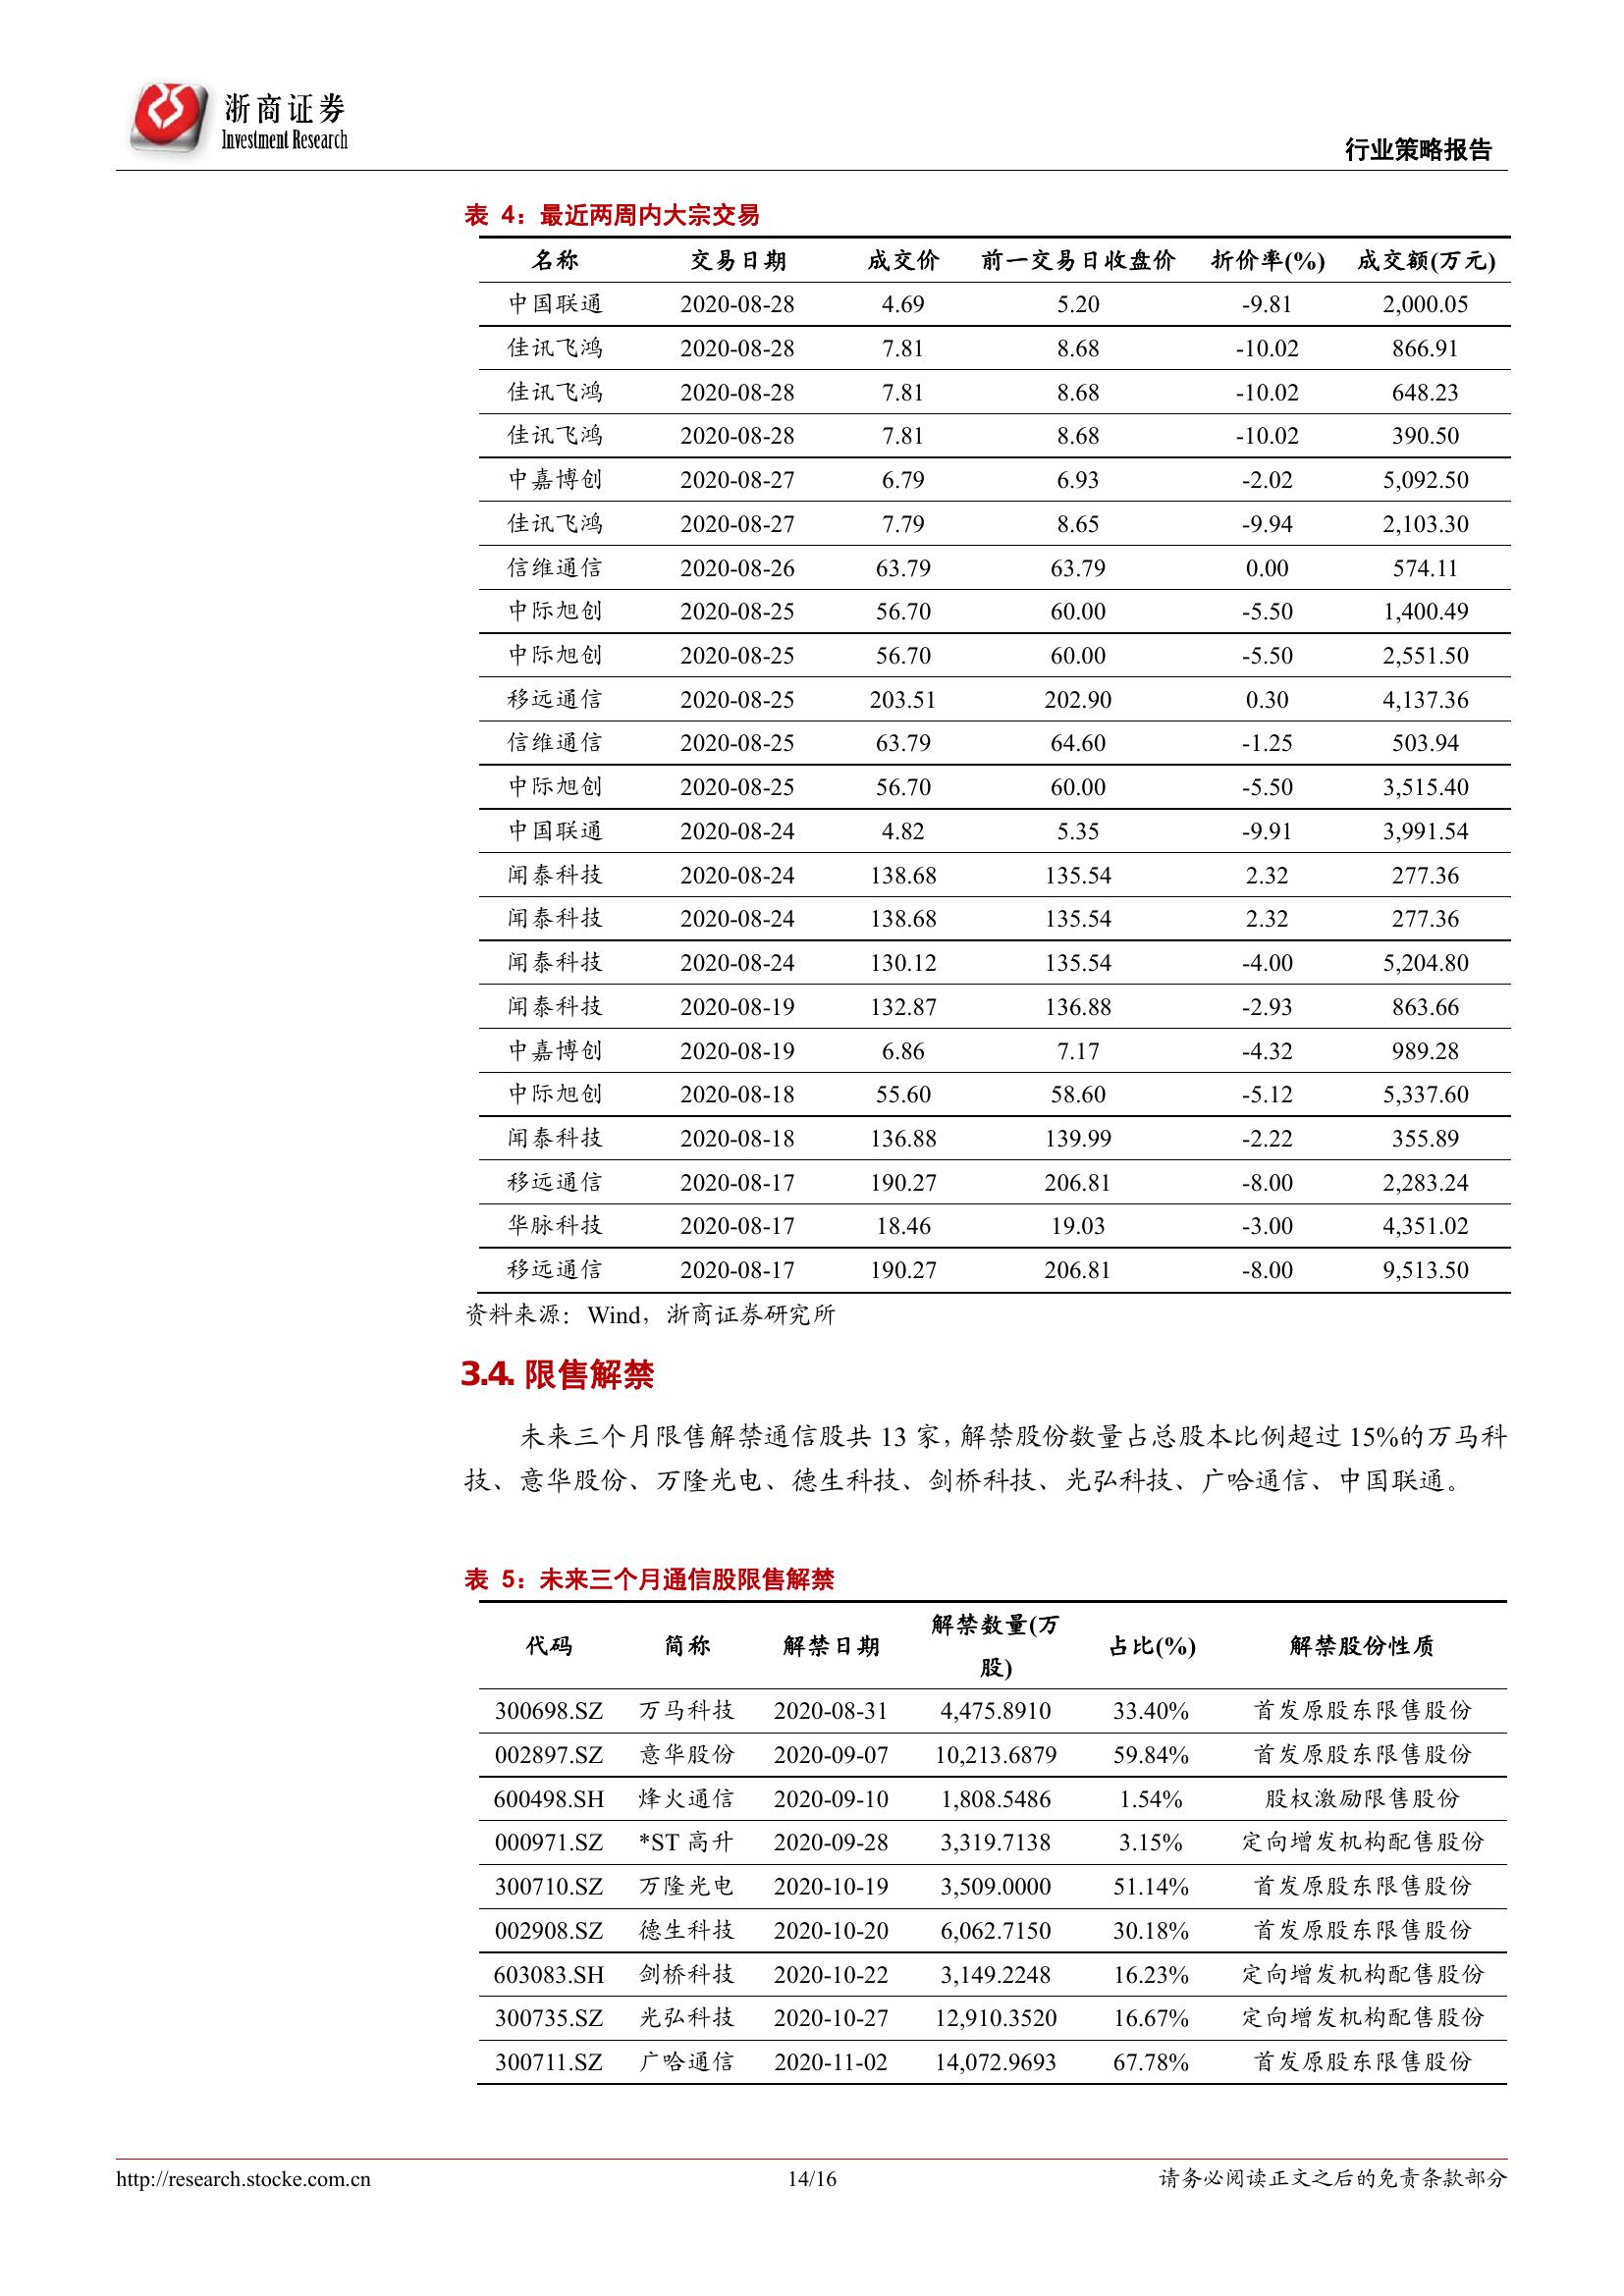 浙商证券
Investment Research
行业策略报告
表 4：最近两周内大宗交易
名称 交易日期 成交价 前一交易日收盘价 折价率(%) 成交额(万元)
中国联通 2020-08-28 4.69 5.20 -9.81 2,000.05
佳讯飞鸿 2020-08-28 7.81 8.68 -10.02 866.91
佳讯飞鸿 2020-08-28 7.81 8.68 -10.02 648.23
佳讯飞鸿 2020-08-28 7.81 8.68 -10.02 390.50
中嘉博创 2020-08-27 6.79 6.93 -2.02 5,092.50
佳讯飞鸿 2020-08-27 7.79 8.65 -9.94 2,103.30
信维通信 2020-08-26 63.79 63.79 0.00 574.11
中际旭创 2020-08-25 56.70 60.00 -5.50 1,400.49
中际旭创 2020-08-25 56.70 60.00 -5.50 2,551.50
移远通信 2020-08-25 203.51 202.90 0.30 4,137.36
信维通信 2020-08-25 63.79 64.60 -1.25 503.94
中际旭创 2020-08-25 56.70 60.00 -5.50 3,515.40
中国联通 2020-08-24 4.82 5.35 -9.91 3,991.54
闻泰科技 2020-08-24 138.68 135.54 2.32 277.36
闻泰科技 2020-08-24 138.68 135.54 2.32 277.36
闻泰科技 2020-08-24 130.12 135.54 -4.00 5,204.80
闻泰科技 2020-08-19 132.87 136.88 -2.93 863.66
中嘉博创 2020-08-19 6.86 7.17 -4.32 989.28
中际旭创 2020-08-18 55.60 58.60 -5.12 5,337.60
闻泰科技 2020-08-18 136.88 139.99 -2.22 355.89
移远通信 2020-08-17 190.27 206.81 -8.00 2,283.24
华脉科技 2020-08-17 18.46 19.03 -3.00 4,351.02
移远通信 2020-08-17 190.27 206.81 -8.00 9,513.50
资料来源：Wind，浙商证券研究所
3.4. 限售解禁
未来三个月限售解禁通信股共 13 家，解禁股份数量占总股本比例超过 15%的万马科
技、意华股份、万隆光电、德生科技、剑桥科技、光弘科技、广哈通信、中国联通。
表 5：未来三个月通信股限售解禁
代码 简称 解禁日期 解禁数量(万 占比(%) 解禁股份性质
股)
300698.SZ 万马科技 2020-08-31 4,475.8910 33.40% 首发原股东限售股份
002897.SZ 意华股份 2020-09-07 10,213.6879 59.84% 首发原股东限售股份
600498.SH 烽火通信 2020-09-10 1,808.5486 1.54% 股权激励限售股份
000971.SZ *ST 高升 2020-09-28 3,319.7138 3.15% 定向增发机构配售股份
300710.SZ 万隆光电 2020-10-19 3,509.0000 51.14% 首发原股东限售股份
002908.SZ 德生科技 2020-10-20 6,062.7150 30.18% 首发原股东限售股份
603083.SH 剑桥科技 2020-10-22 3,149.2248 16.23% 定向增发机构配售股份
300735.SZ 光弘科技 2020-10-27 12,910.3520 16.67% 定向增发机构配售股份
300711.SZ 广哈通信 2020-11-02 14,072.9693 67.78% 首发原股东限售股份
http://research.stocke.com.cn 14/16 请务必阅读正文之后的免责条款部分